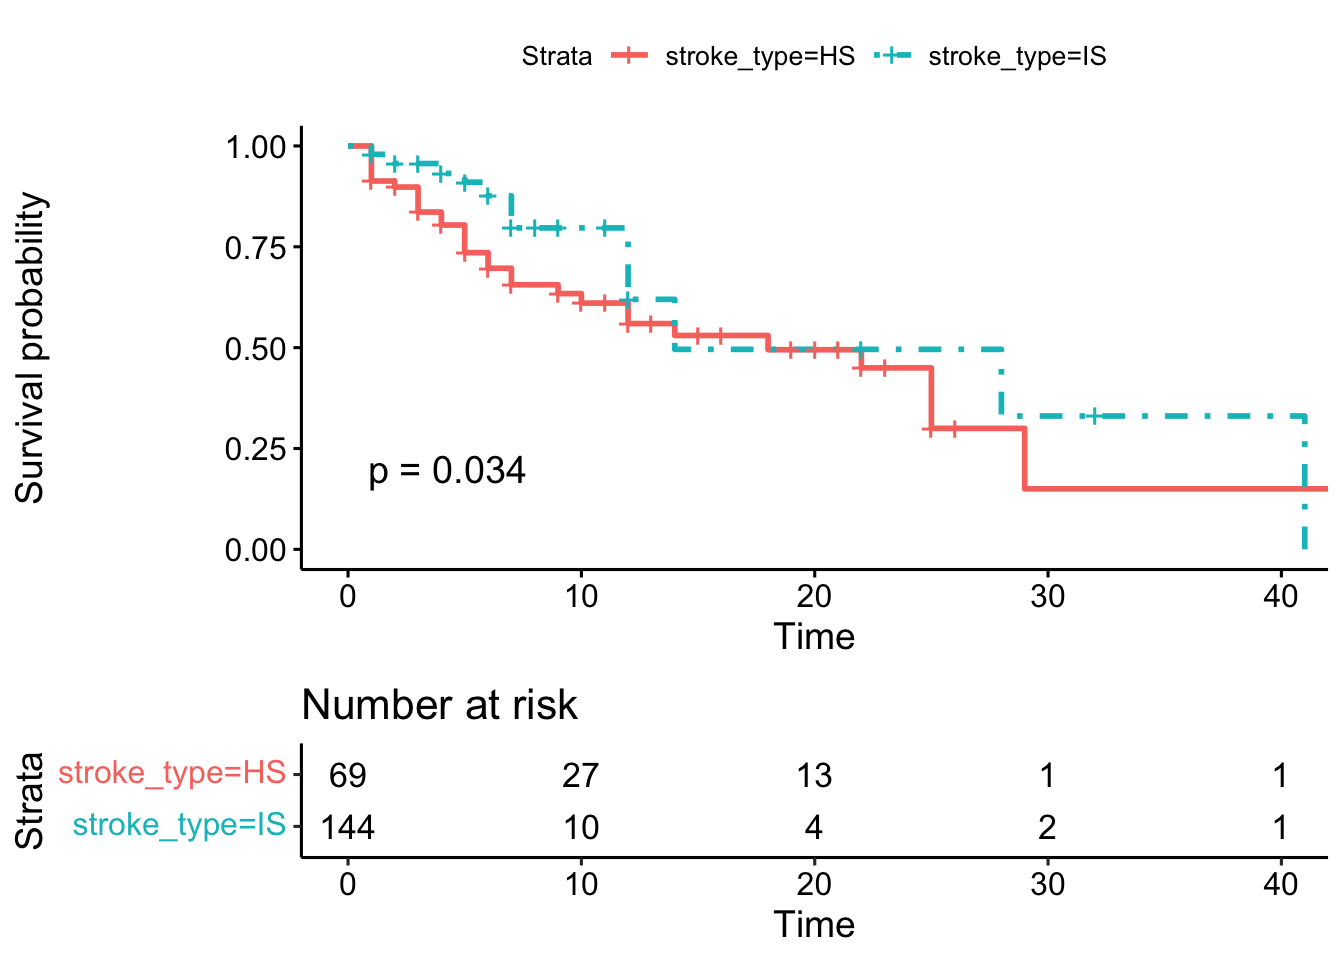 Strata stroke_type=HS stroke_type=IS
Survival probability
1.00
0.75
0.50
0.25
0.00
p = 0.034
0 10 20 30 40
Time
Number at risk
Strata
stroke_type=HS 69 27 13 1 1
stroke_type=IS 144 10 4 2 1
0 10 20 30 40
Time